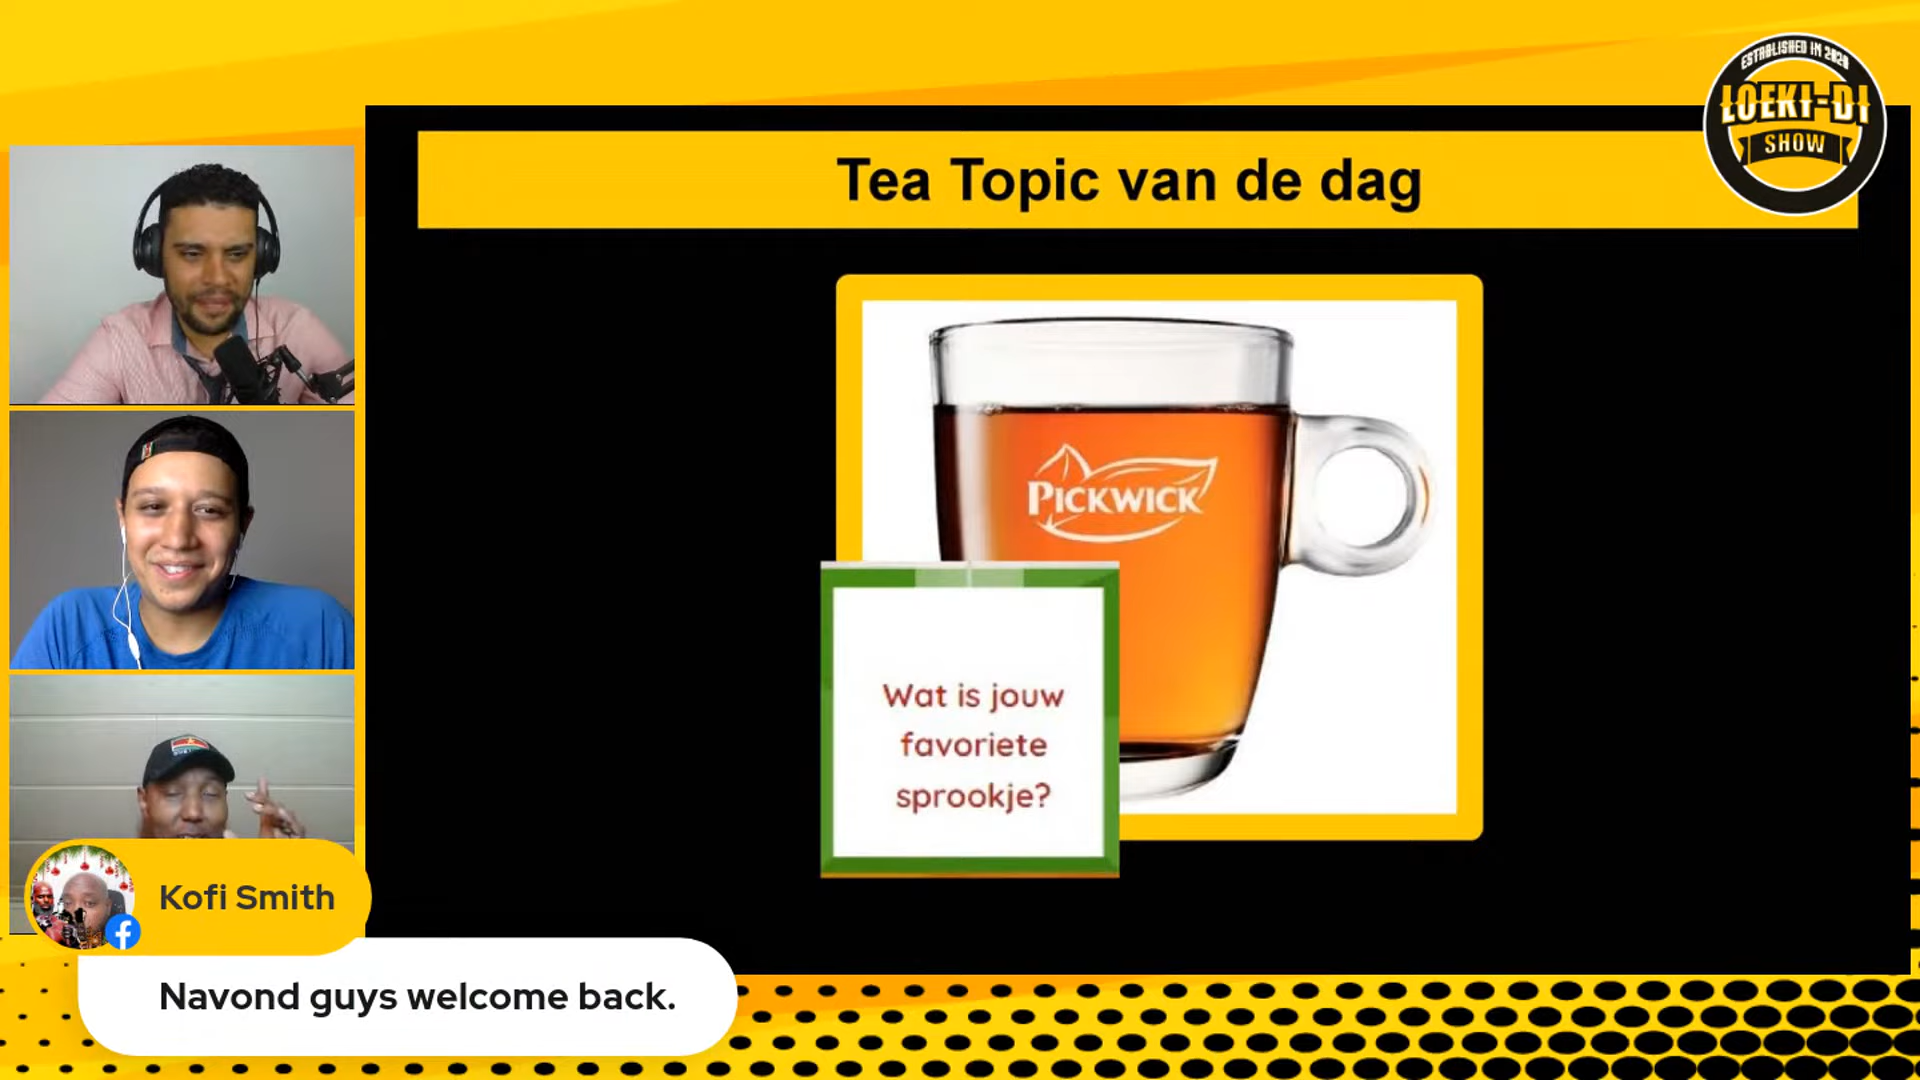 ESTABLISHED IN 2020
LOEKI-DI
SHOW
Tea Topic van de dag
PICKWICK
Wat is jouw
favoriete
sprookje?
Kofi Smith
Navond guys welcome back.